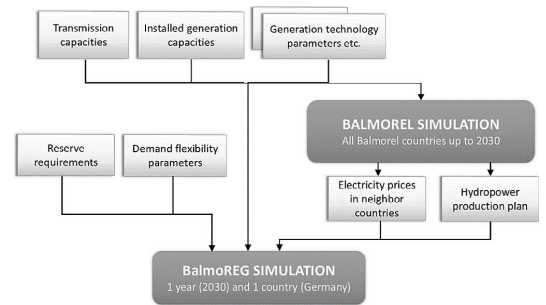 Transmission
capacities
Installed generation
capacities
Generation technology
parameters etc.
BALMOREL SIMULATION
All Balmorel countries up to 2030
Reserve
requirements
Demand flexibility
parameters
Electricity prices
in neighbor
countries
Hydropower
production plan
BalmoREG SIMULATION
1 year (2030) and 1 country (Germany)